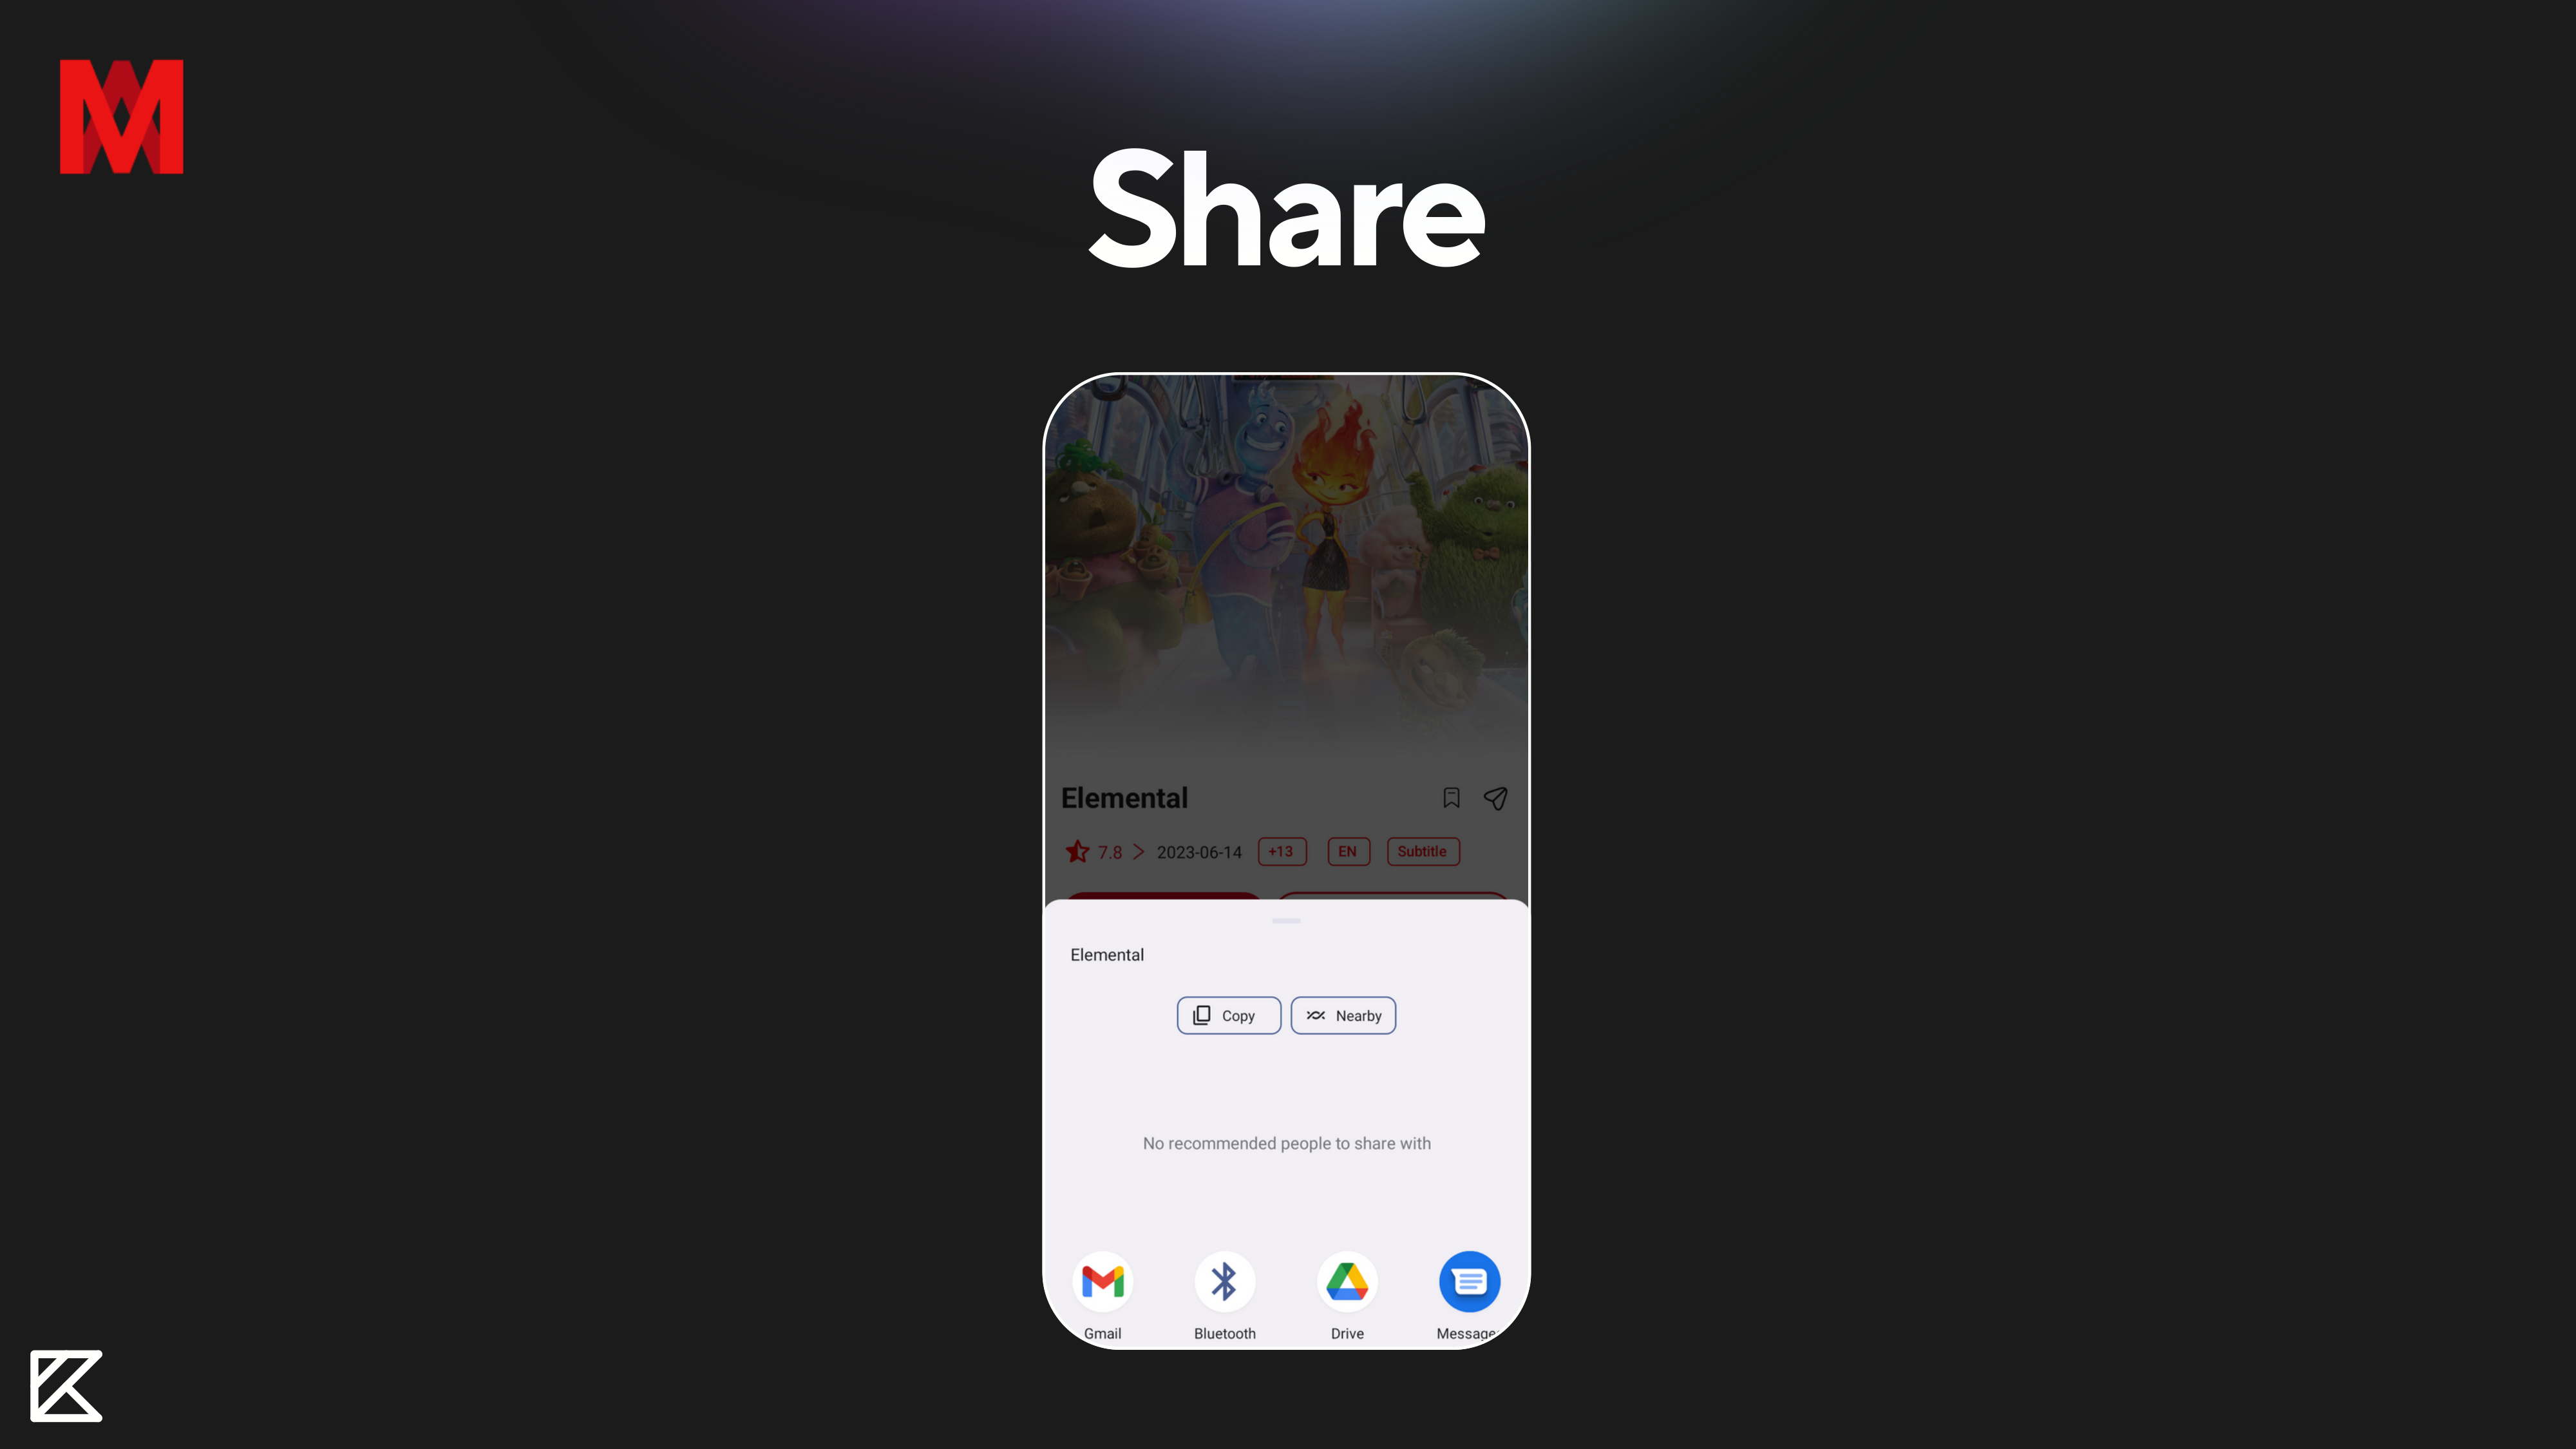 Share
Elemental
7.8 2023-06-14 +13 EN Subtitle
Elemental
Copy Nearby
No recommended people to share with
Gmail Bluetooth Drive Message